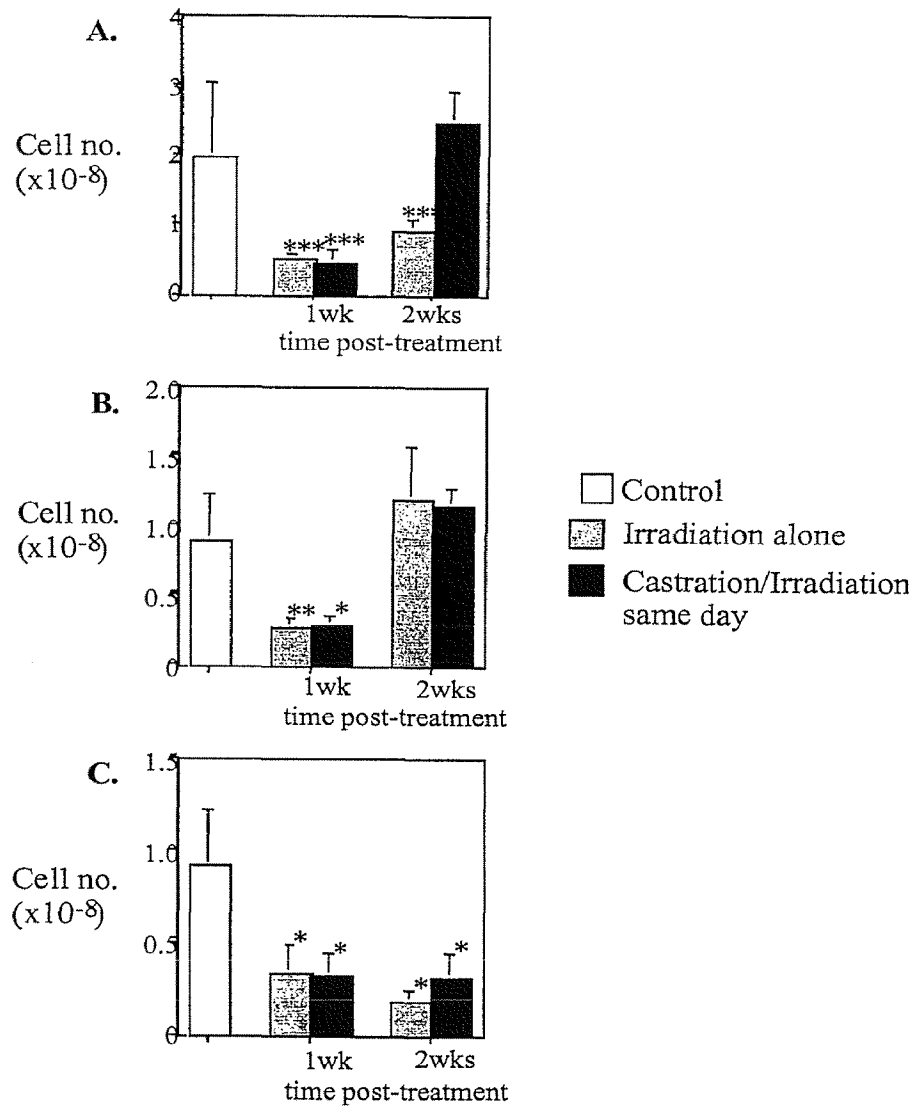 A.
4
3
Cell no.
(x10-8)
2
1
***
***
***
0
1wk 2wks
time post-treatment
B.
2.0
1.5
Cell no.
(x10-8)
1.0
0.5
** *
0
1wk 2wks
time post-treatment
Control
Irradiation alone
Castration/Irradiation
same day
C.
1.5
1.0
Cell no.
(x10-8)
0.5
* * * *
0
1wk 2wks
time post-treatment